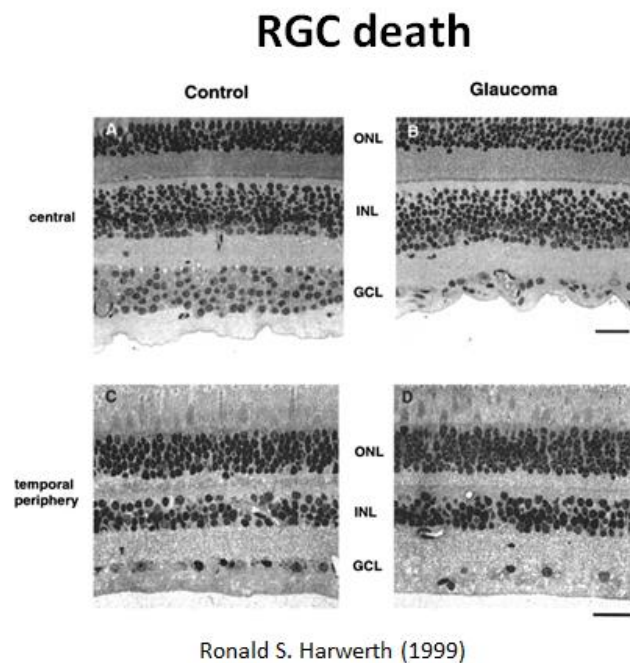 RGC death
Control
Glaucoma
A
B
ONL
central
INL
GCL
C
D
ONL
temporal
periphery
INL
GCL
Ronald S. Harwerth (1999)